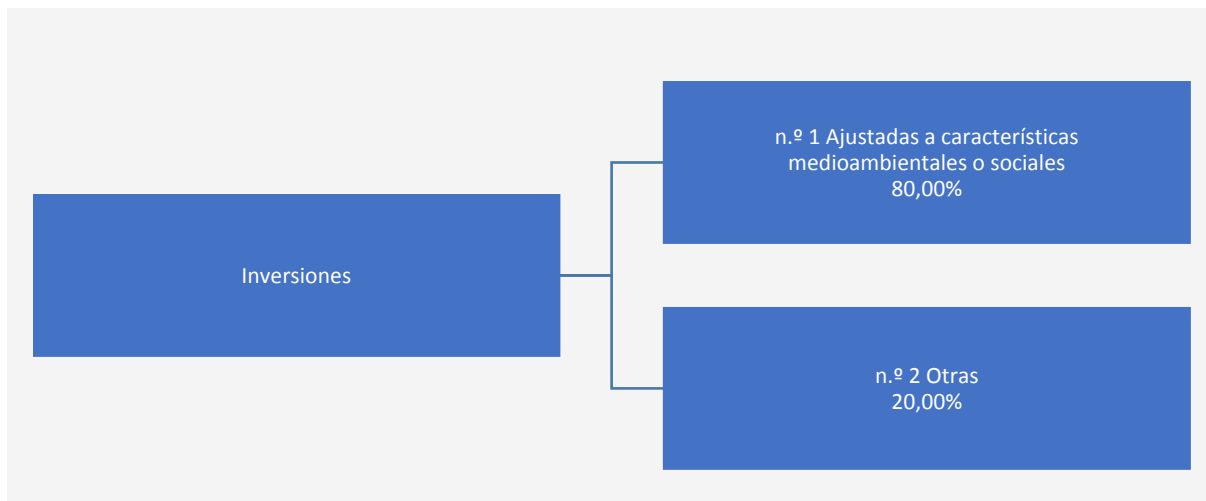 Inversiones
n.º 1 Ajustadas a características
medioambientales o sociales
80,00%
n.º 2 Otras
20,00%